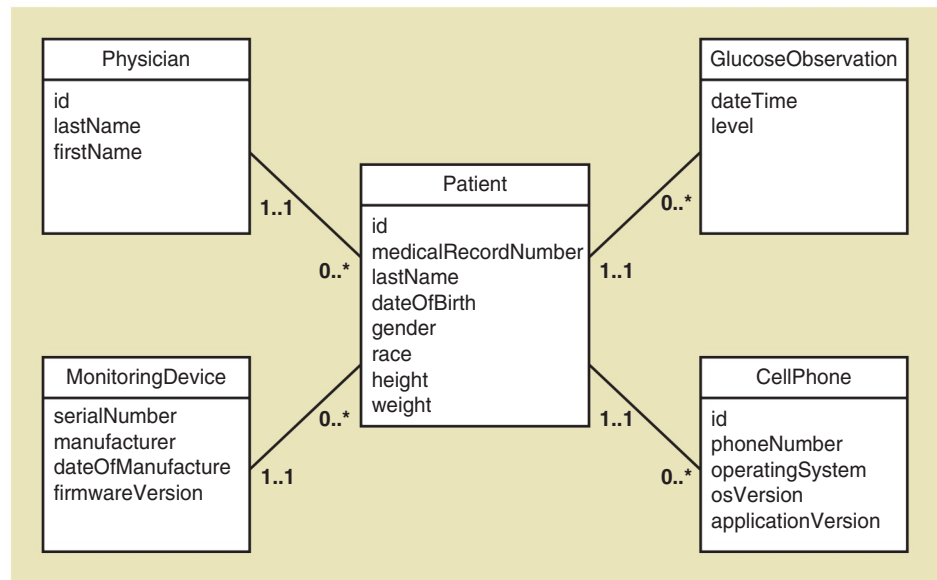 Physician
id
lastName
firstName
1..1
0..*
GlucoseObservation
dateTime
level
0..*
1..1
Patient
id
medicalRecordNumber
lastName
dateOfBirth
gender
race
height
weight
MonitoringDevice
serialNumber
manufacturer
dateOfManufacture
firmwareVersion
0..*
1..1
CellPhone
id
phoneNumber
operatingSystem
osVersion
applicationVersion
1..1
0..*